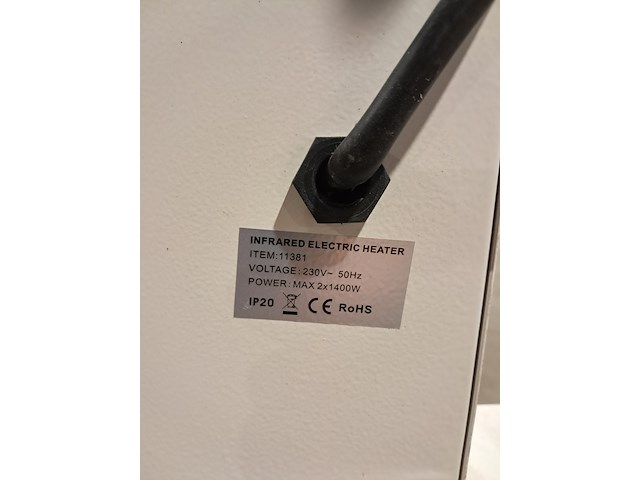 INFRARED ELECTRIC HEATER
ITEM:11381
VOLTAGE:230V~ 50Hz
POWER:MAX 2x1400W
IP20 CE RoHS